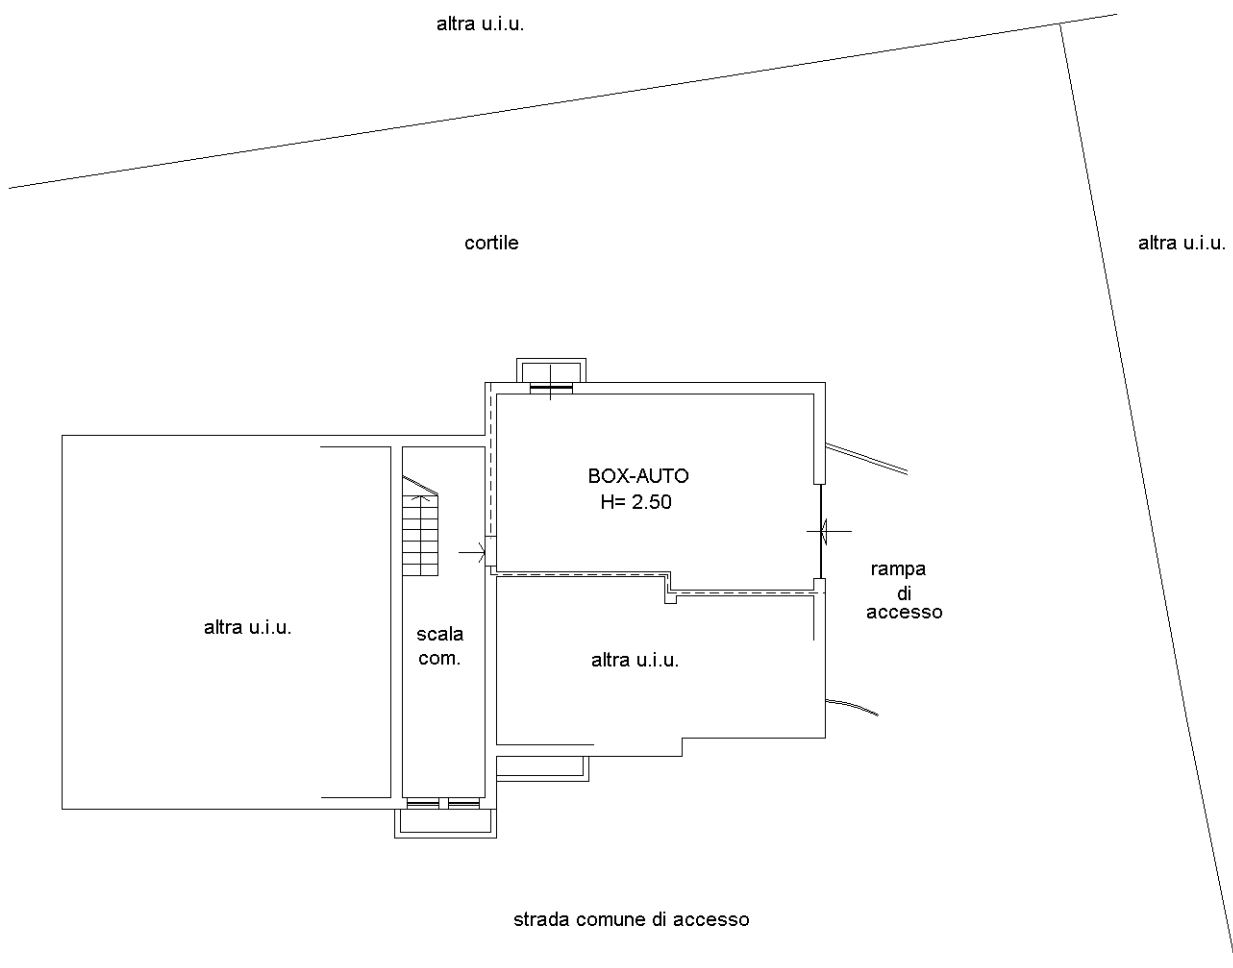 altra u.i.u.
cortile
altra u.i.u.
BOX-AUTO
H= 2.50
rampa
di
accesso
altra u.i.u.
scala
com.
altra u.i.u.
strada comune di accesso